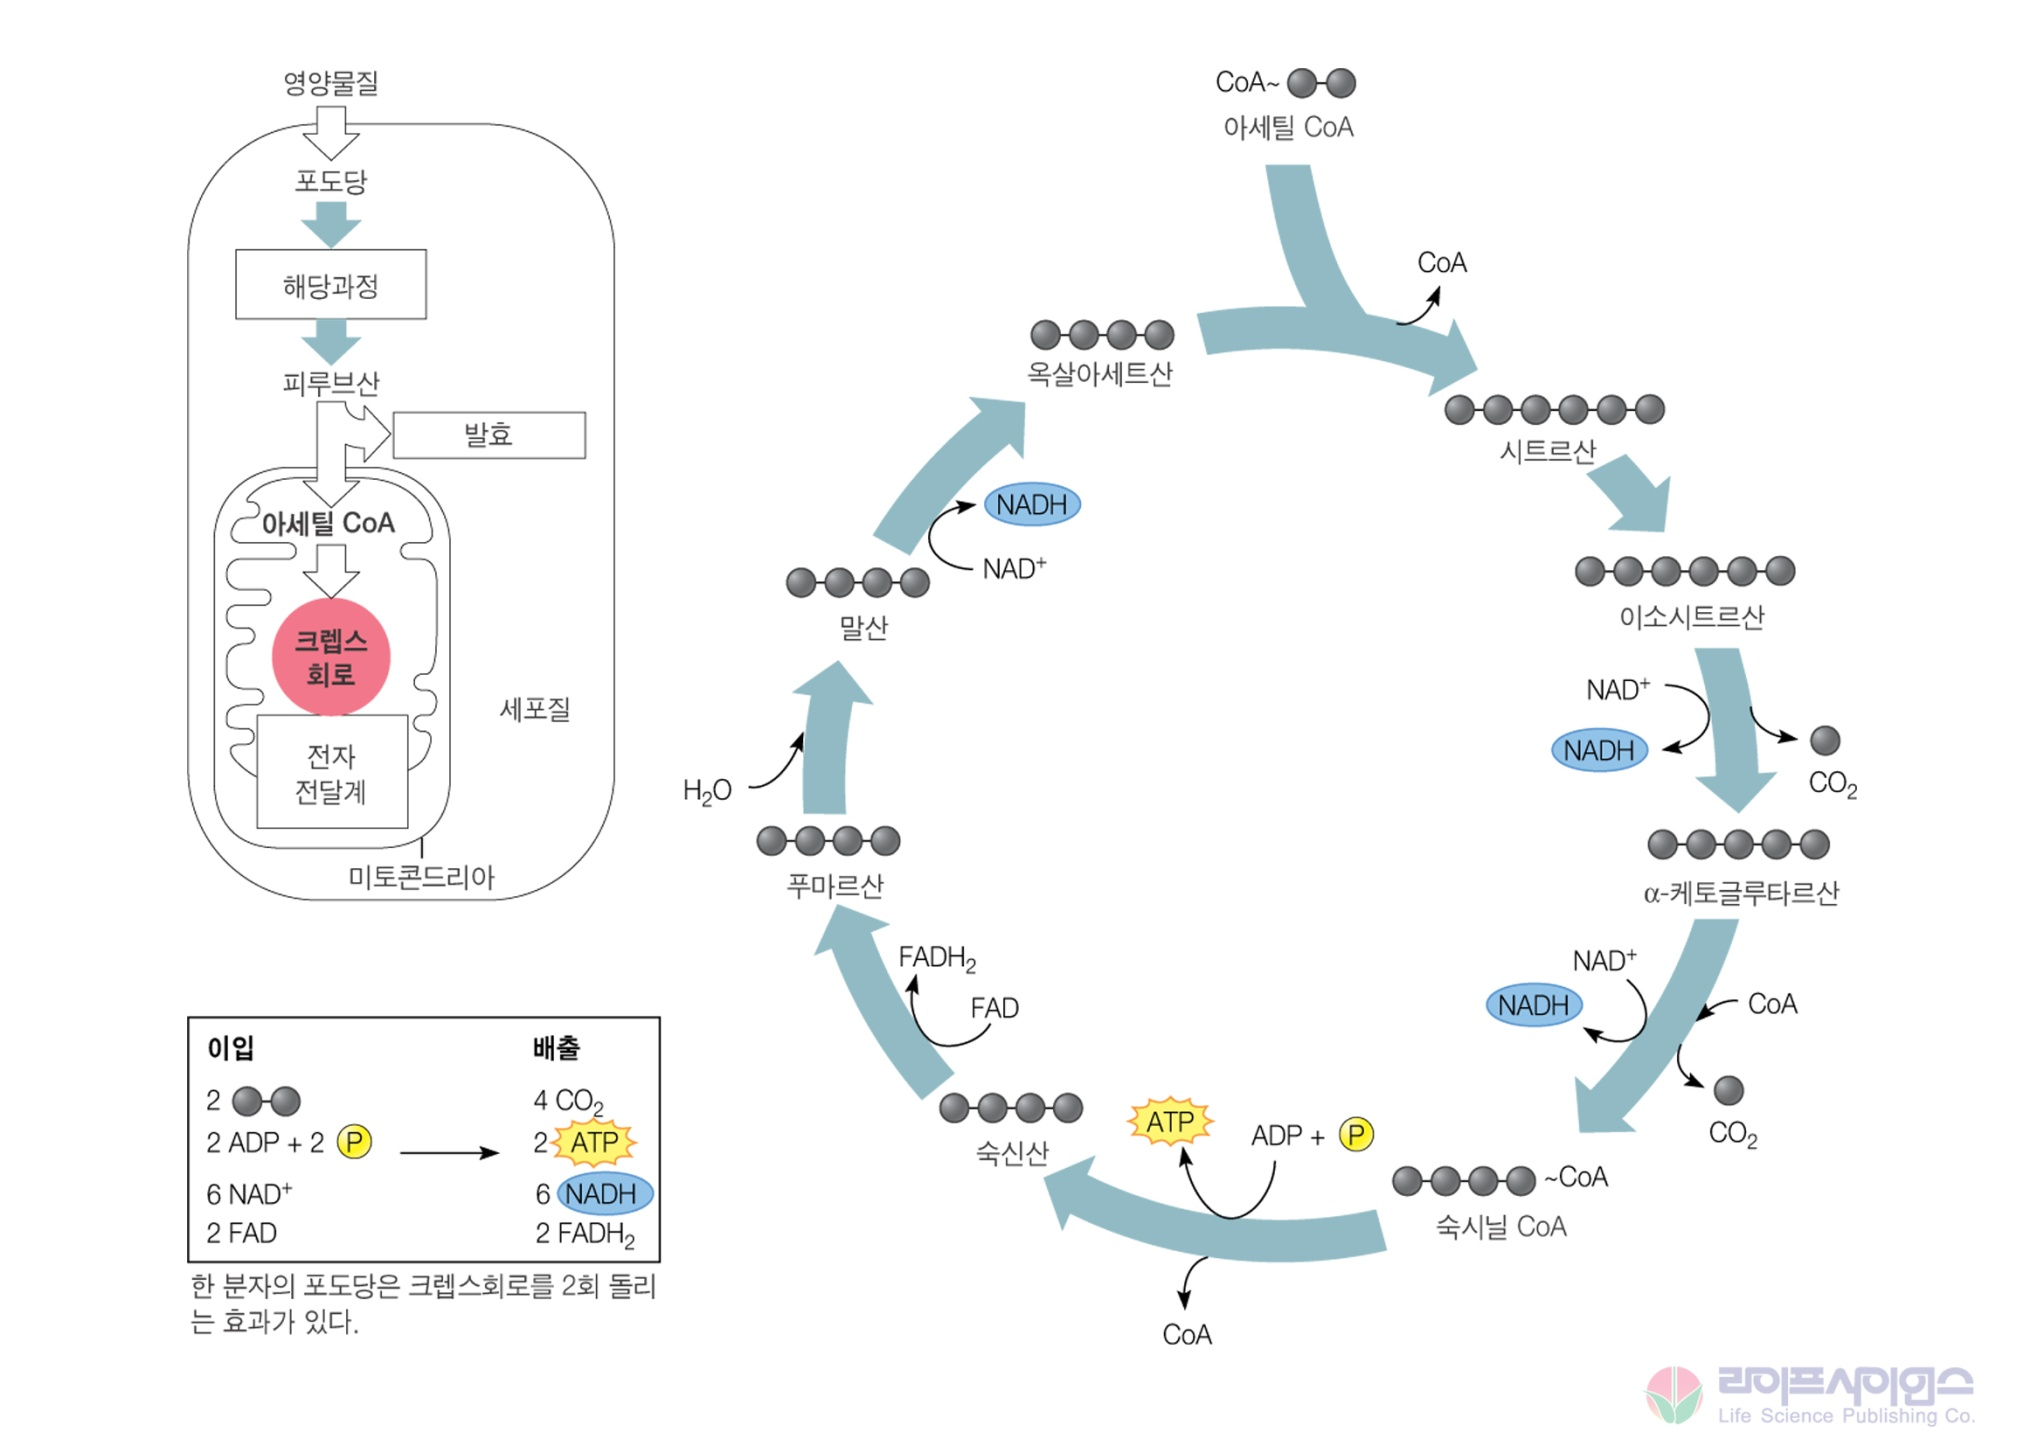 영양물질
포도당
해당과정
피루브산
발효
아세틸 CoA
크렙스
회로
전자
전달계
세포질
미토콘드리아
이입
배출
2
4 CO₂
2 ADP + 2 P
2 ATP
6 NAD⁺
6 NADH
2 FAD
2 FADH₂
한 분자의 포도당은 크렙스회로를 2회 돌리
는 효과가 있다.
CoA~
아세틸 CoA
CoA
옥살아세트산
시트르산
이소시트르산
NAD⁺
NADH
CO₂
α-케토글루타르산
NAD⁺
NADH
CoA
CO₂
~CoA
숙시닐 CoA
ADP + P
ATP
CoA
숙신산
FAD
FADH₂
푸마르산
H₂O
말산
NAD⁺
NADH
라이프사이언스
Life Science Publishing Co.